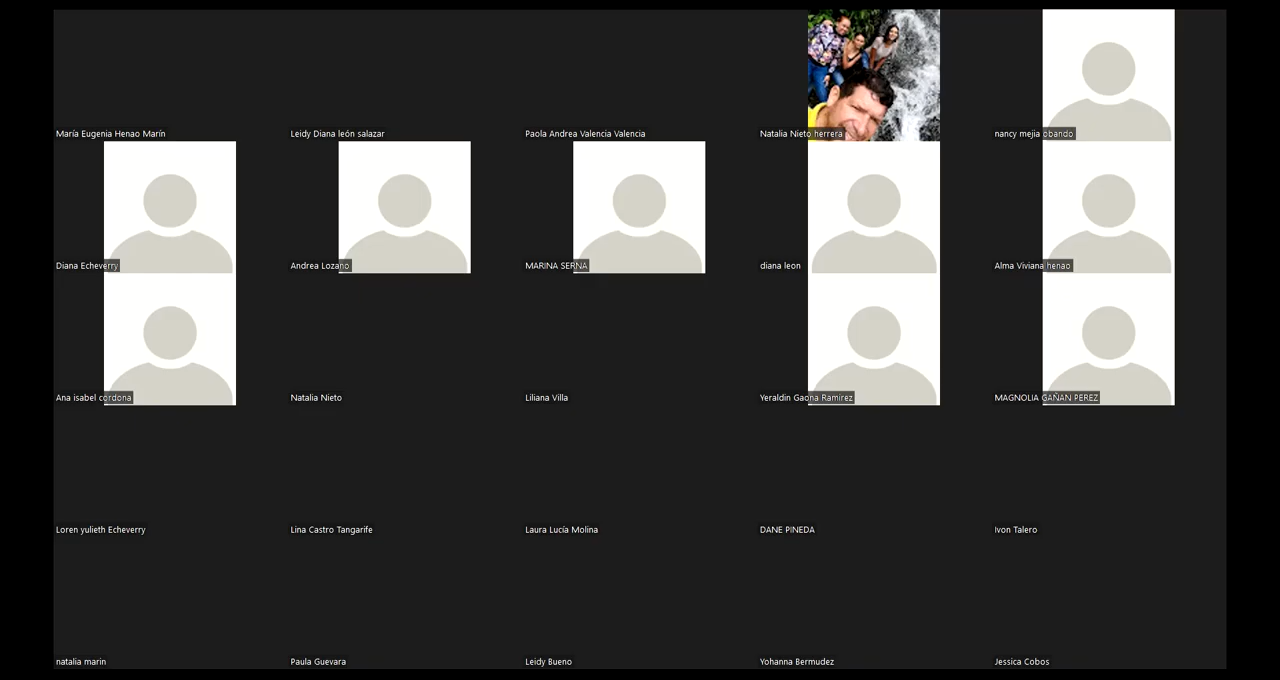 María Eugenia Henao Marín
Leidy Diana león salazar
Paola Andrea Valencia Valencia
Natalia Nieto herrera
nancy mejia obando
Diana Echeverry
Andrea Lozano
MARINA SERNA
diana leon
Alma Viviana henao
Ana isabel cordona
Natalia Nieto
Liliana Villa
Yeraldin Gaona Ramirez
MAGNOLIA GAÑAN PEREZ
Loren yulieth Echeverry
Lina Castro Tangarife
Laura Lucía Molina
DANE PINEDA
Ivon Talero
natalia marin
Paula Guevara
Leidy Bueno
Yohanna Bermudez
Jessica Cobos